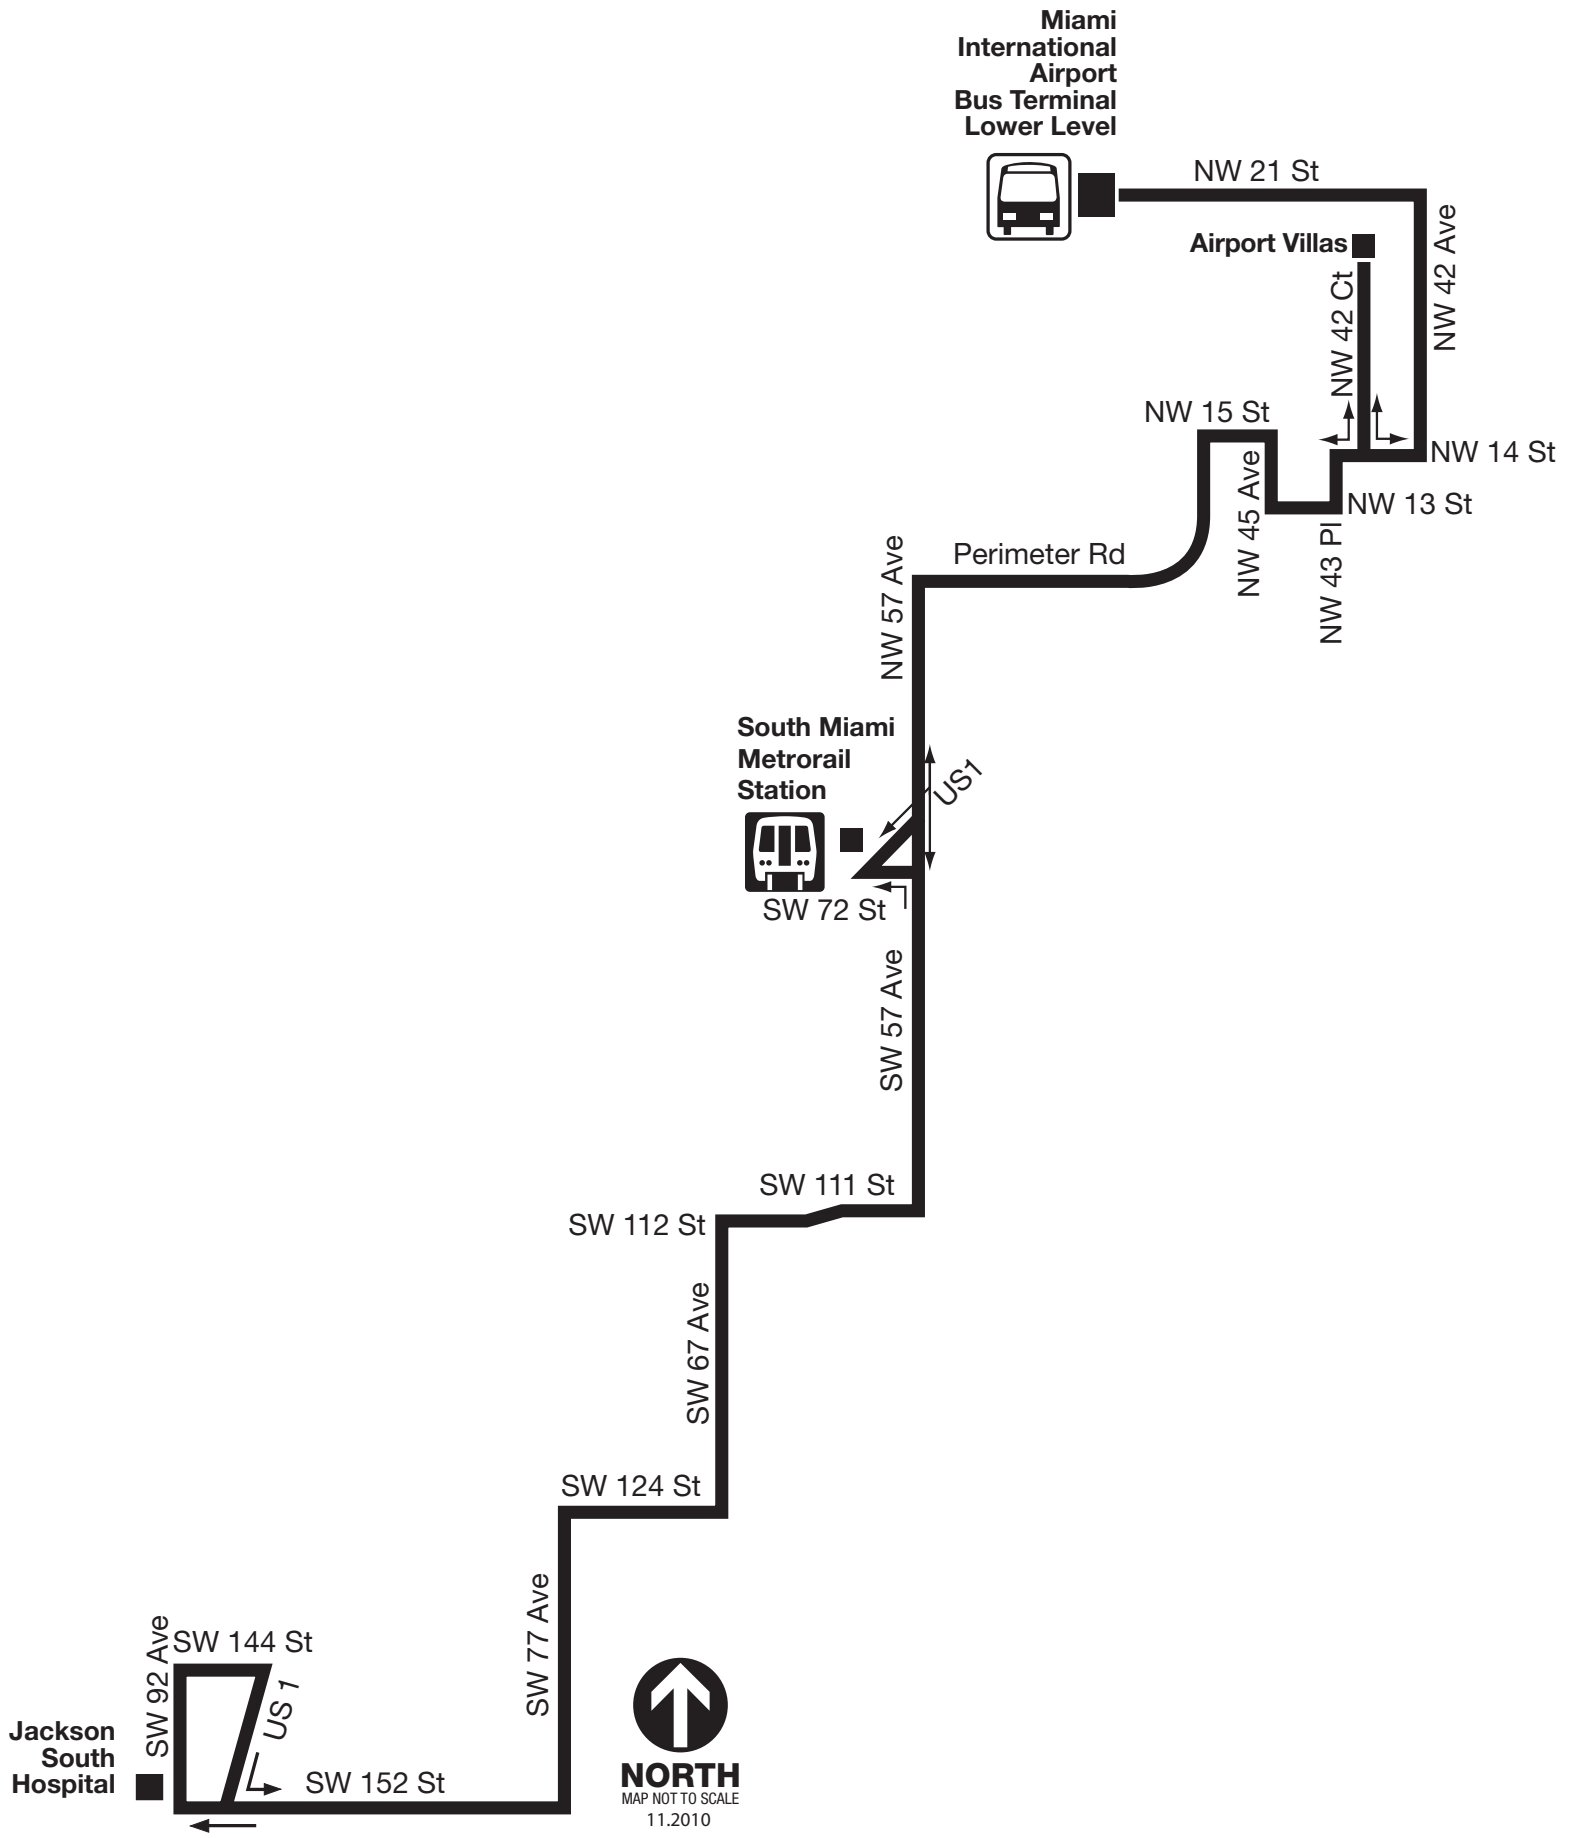 Miami
International
Airport
Bus Terminal
Lower Level
NW 21 St
NW 42 Ave
Airport Villas
NW 42 Ct
NW 15 St
NW 14 St
NW 45 Ave
NW 13 St
NW 43 Pl
Perimeter Rd
NW 57 Ave
South Miami
Metrorail
Station
US1
SW 72 St
SW 57 Ave
SW 111 St
SW 112 St
SW 67 Ave
SW 124 St
SW 77 Ave
SW 92 Ave
SW 144 St
US 1
Jackson
South
Hospital
SW 152 St
NORTH
MAP NOT TO SCALE
11.2010